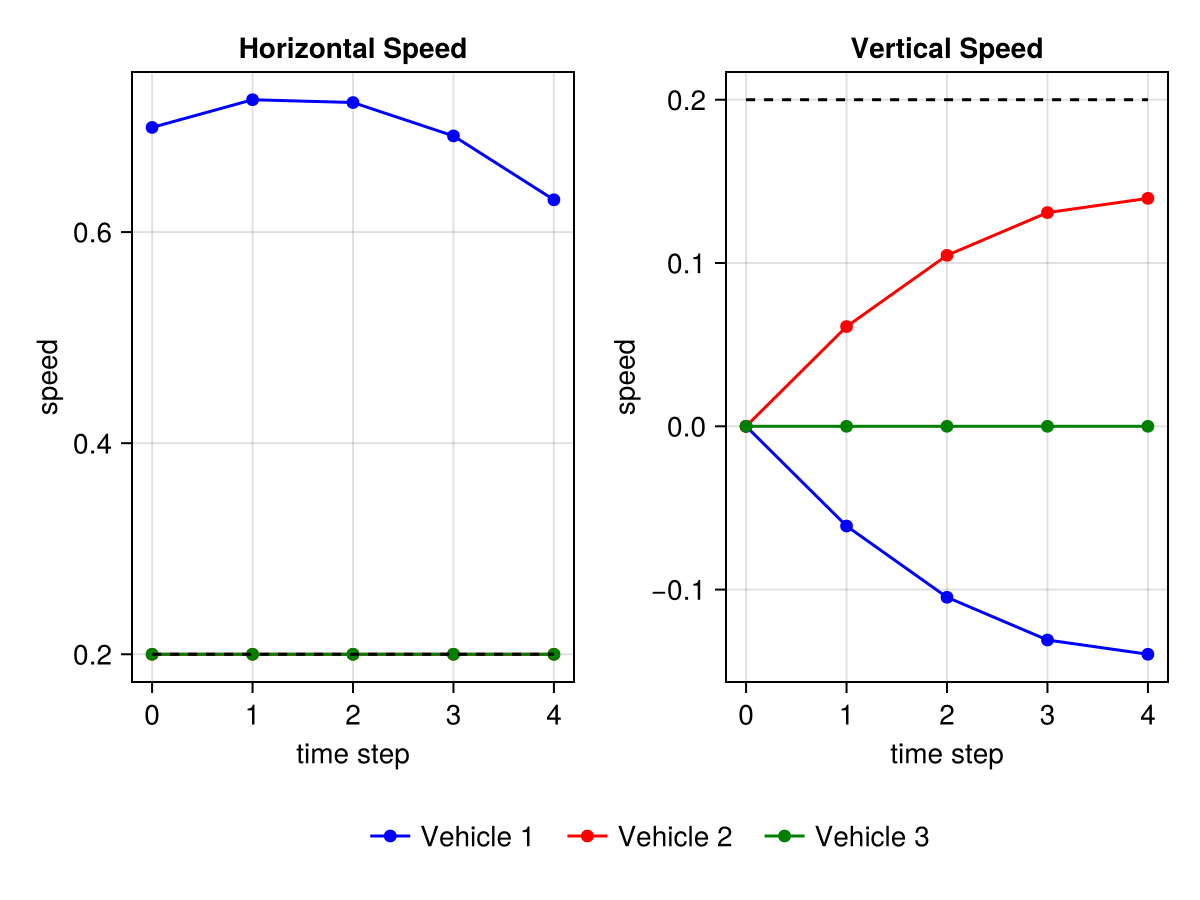 Horizontal Speed
speed
0.6
0.4
0.2
0 1 2 3 4
time step
Vertical Speed
speed
0.2
0.1
0.0
−0.1
0 1 2 3 4
time step
Vehicle 1 Vehicle 2 Vehicle 3